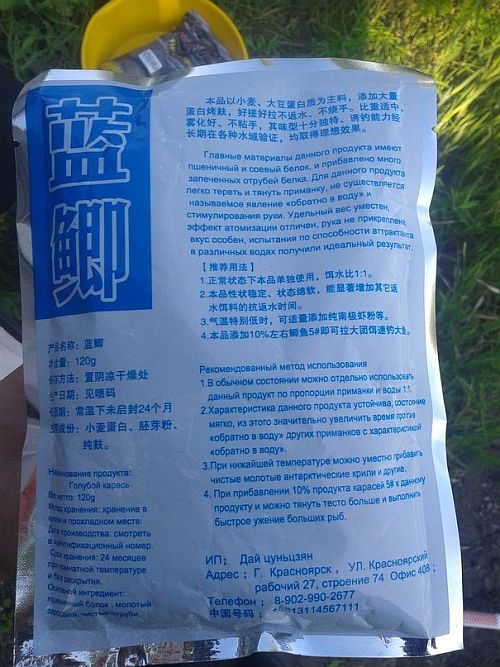 蓝鲫
本品以小麦、大豆蛋白质为主料，添加大量
蛋白烤麸，好搓好拉不返水、不烧手。比重适中、
雾化好、不粘手，其味型十分独特、诱钓能力经
长期在各种水域验证，均取得理想效果。
Главные материалы данного продукта имеют
пшеничный и соевый белок, и прибавлено много
запеченных отрубей белка. Для данного продукта
легко тереть и тянуть приманку, не существуется
называемое явление «обратно в воду» и
стимулирования руки. Удельный вес уместен,
эффект атомизации отличен, рука не прикреплена,
вкус особен, испытания по способности аттрактанта
в различных водах получили идеальный результат.
【推荐用法】
1.正常状态下本品单独使用，饵水比1:1。
2.本品性状稳定、状态绵软，能显著增加其它返
水饵料的抗返水时间。
3.气温特别低时，可适量添加纯南极虾粉等。
4.本品添加10%左右鲫鱼5#即可拉大团饵速钓大鱼。
Рекомендованный метод использования
1.В обычном состоянии можно отдельно использовать
данный продукт по пропорции приманки и воды 1:1.
2.Характеристика данного продукта устойчива, состояние
мягко, из этого значительно увеличить время против
«обратно в воду» других приманков с характеристикой
«обратно в воду».
3.При нижайшей температуре можно уместно прибавить
чистые молотые антарктические крили и другие.
4. При прибавлении 10% продукта карасей 5# к данному
продукту и можно тянуть тесто больше и выполнить
быстрое ужение больших рыб.
产品名称：蓝鲫
净含量：120g
保存方法：置阴凉干燥处
生产日期：见喷码
保质期：常温下未启封24个月
主要成份：小麦蛋白、胚芽粉、
纯麸。
Наименование продукта:
Голубой карась
Вес нетто: 120g
Метод хранения: хранение в
сухом и прохладном месте.
Дата производства: смотреть
в идентификационный номер.
Срок хранения: 24 месяцев
при комнатной температуре
и без раскрытия.
Основной ингредиент:
пшеничный белок , молотый
чистые отруби
ИП; Дай цуньцзян
Адрес ; Г. Красноярск , УЛ. Красноярский
рабочий 27, строение 74 Офис 408 ;
Телефон ; 8-902-990-2677
中国号码 ; 13114567111